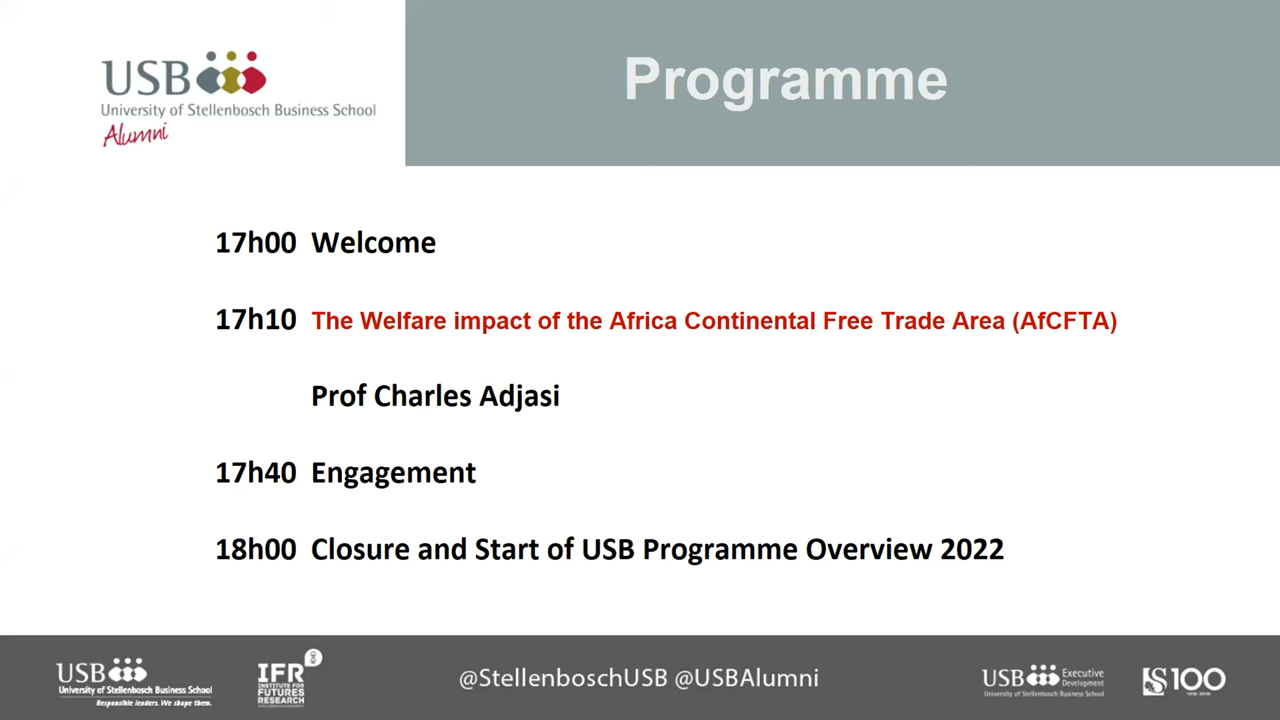 USB
University of Stellenbosch Business School
Alumni
Programme
17h00 Welcome
17h10 The Welfare impact of the Africa Continental Free Trade Area (AfCFTA)
Prof Charles Adjasi
17h40 Engagement
18h00 Closure and Start of USB Programme Overview 2022
USB
University of Stellenbosch Business School
Responsible leaders. We shape them.
IFR
INSTITUTE FOR
FUTURES
RESEARCH
@StellenboschUSB @USBAlumni
USB Executive
Development
University of Stellenbosch Business School
US100